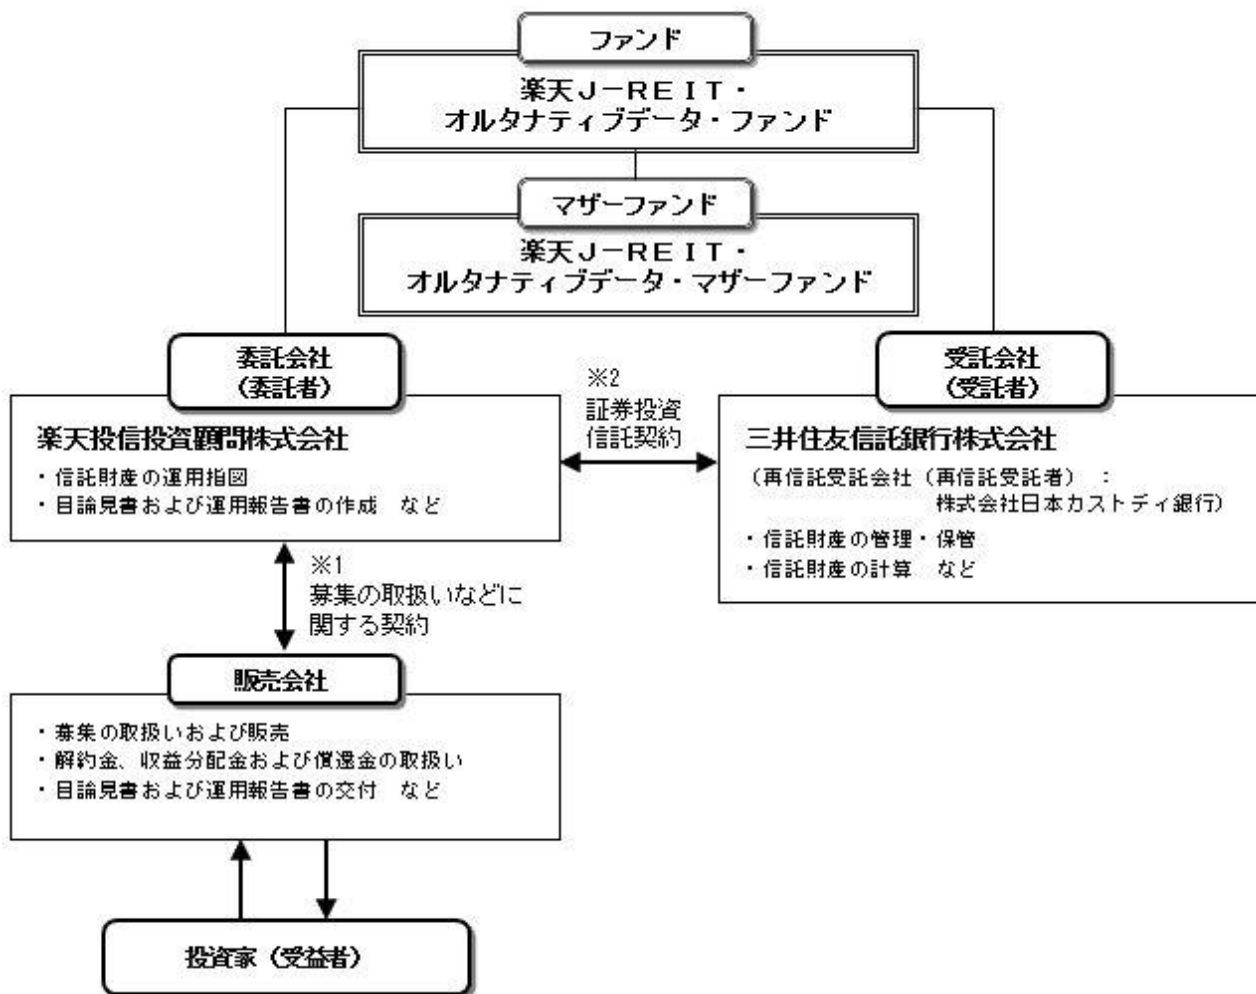 ファンド
楽天J-REIT・
オルタナティブデータ・ファンド
マザーファンド
楽天J-REIT・
オルタナティブデータ・マザーファンド
委託会社
(委託者)
楽天投信投資顧問株式会社
・信託財産の運用指図
・目論見書および運用報告書の作成 など
※2
証券投資
信託契約
受託会社
(受託者)
三井住友信託銀行株式会社
(再信託受託会社(再信託受託者) :
株式会社日本カストディ銀行)
・信託財産の管理・保管
・信託財産の計算 など
※1
募集の取扱いなどに
関する契約
販売会社
・募集の取扱いおよび販売
・解約金、収益分配金および償還金の取扱い
・目論見書および運用報告書の交付 など
投資家(受益者)